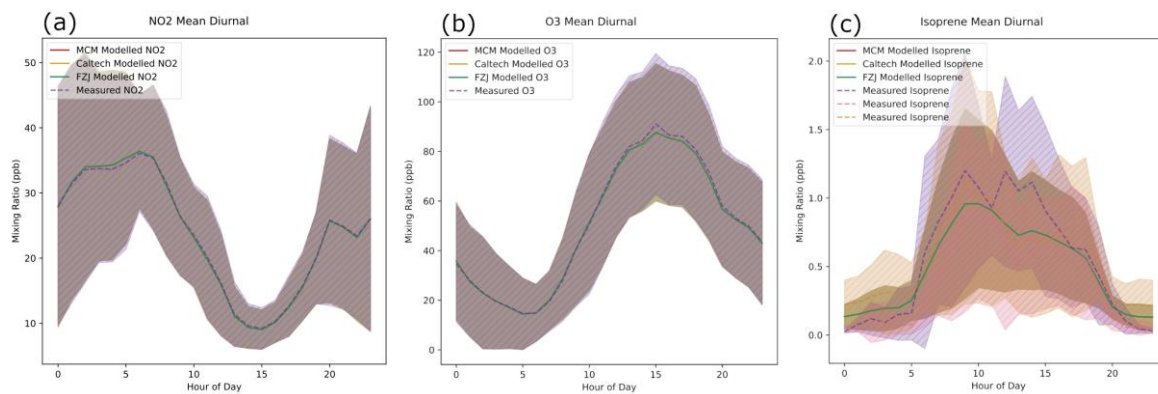 (a)
NO2 Mean Diurnal
MCM Modelled NO2
Caltech Modelled NO2
FZJ Modelled NO2
Measured NO2
50
40
30
20
10
Mixing Ratio (ppb)
0 5 10 15 20
Hour of Day
(b)
O3 Mean Diurnal
MCM Modelled O3
Caltech Modelled O3
FZJ Modelled O3
Measured O3
120
100
80
60
40
20
0
Mixing Ratio (ppb)
0 5 10 15 20
Hour of Day
(c)
Isoprene Mean Diurnal
MCM Modelled Isoprene
Caltech Modelled Isoprene
FZJ Modelled Isoprene
Measured Isoprene
Measured Isoprene
Measured Isoprene
2.0
1.5
1.0
0.5
0.0
Mixing Ratio (ppb)
0 5 10 15 20
Hour of Day